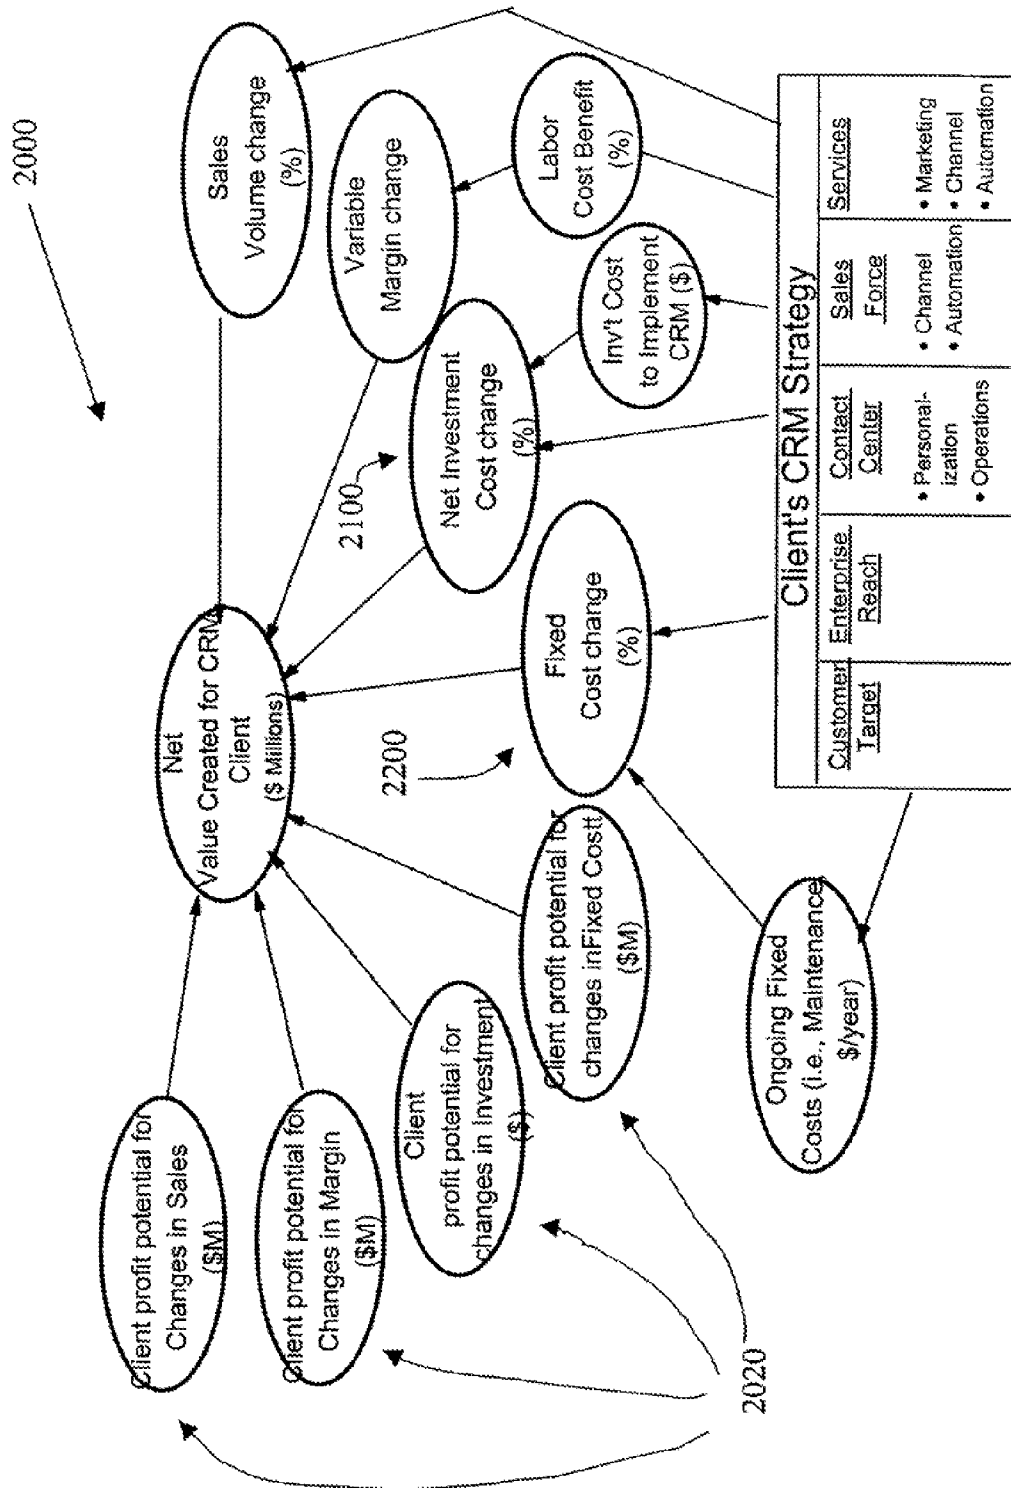 2000
Client profit potential for
Changes in Sales
($M)
Net
Value Created for CRM
Client
($ Millions)
Sales
Volume change
(%)
Client profit potential for
Changes in Margin
($M)
Variable
Margin change
Client
profit potential for
changes in Investment
($)
2100
Net Investment
Cost change
(%)
Labor
Cost Benefit
(%)
2200
Client profit potential for
changes inFixed Costt
($M)
Fixed
Cost change
(%)
Inv't Cost
to Implement
CRM ($)
2020
Ongoing Fixed
Costs (i.e., Maintenance
$/year)
Client's CRM Strategy
Customer
Target
Enterprise
Reach
Contact
Center
• Personal-
ization
• Operations
Sales
Force
• Channel
• Automation
Services
• Marketing
• Channel
• Automation